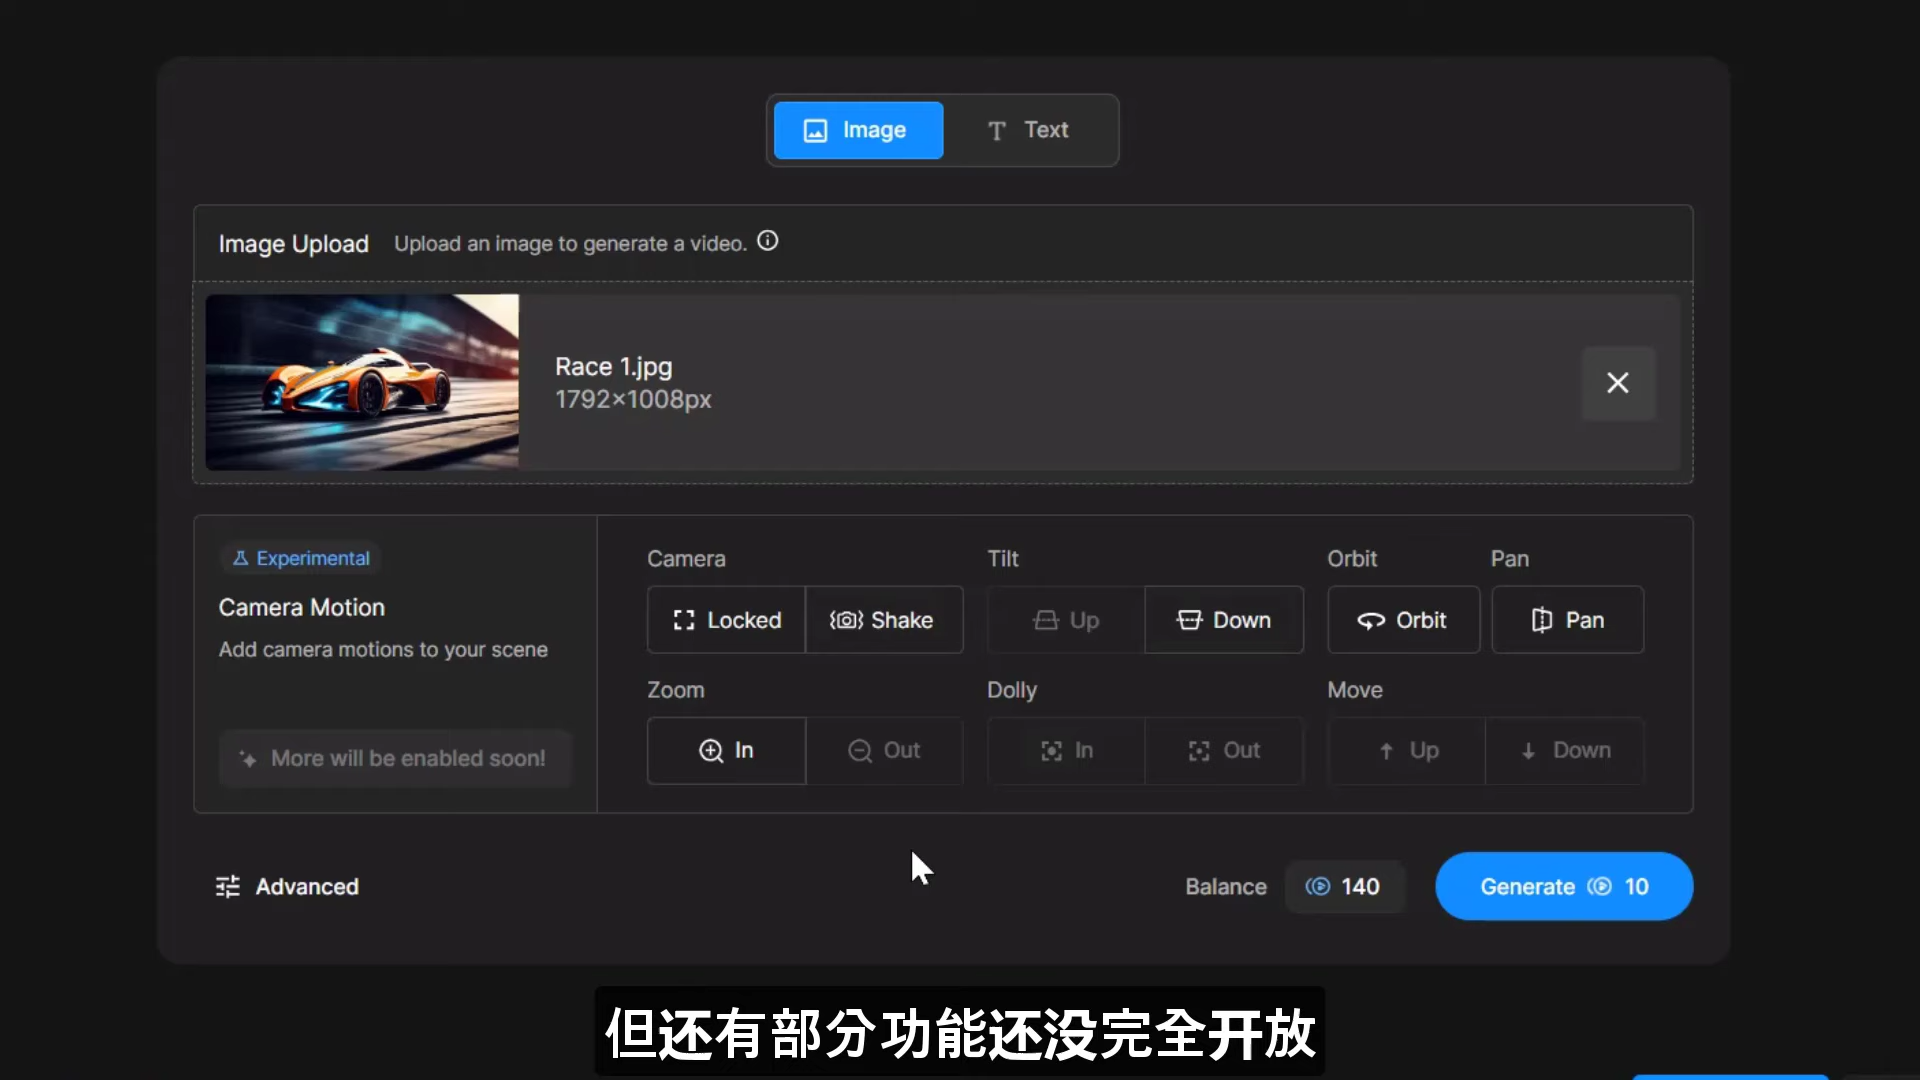 Image
Text
Image Upload
Upload an image to generate a video.
Race 1.jpg
1792×1008px
Experimental
Camera Motion
Add camera motions to your scene
More will be enabled soon!
Camera
Locked
Shake
Tilt
Up
Down
Orbit
Orbit
Pan
Pan
Zoom
In
Out
Dolly
In
Out
Move
Up
Down
Advanced
Balance
140
Generate
10
但还有部分功能还没完全开放